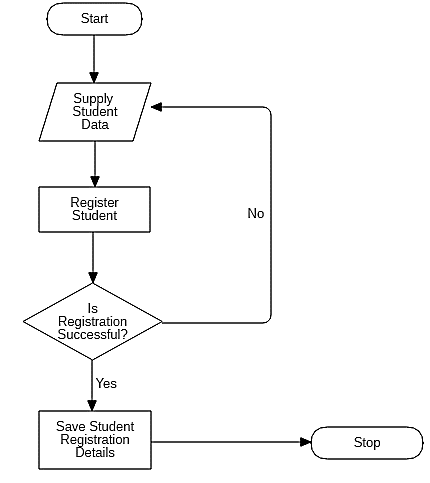 Start
Supply
Student
Data
Register
Student
No
Is
Registration
Successful?
Yes
Save Student
Registration
Details
Stop